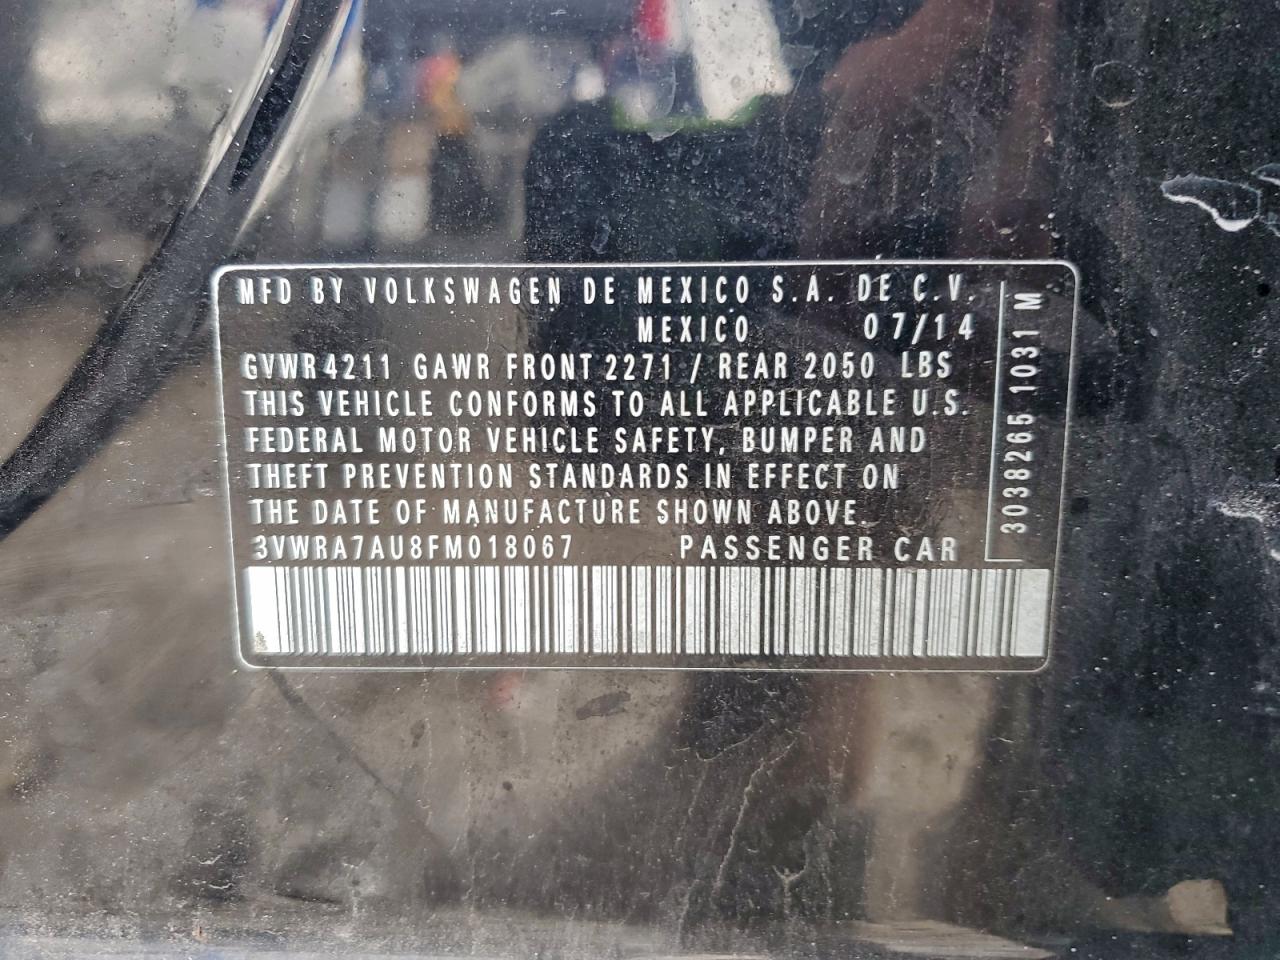 MFD BY VOLKSWAGEN DE MEXICO S.A. DE C.V.
MEXICO 07/14
GVWR 4211 GAWR FRONT 2271 / REAR 2050 LBS
THIS VEHICLE CONFORMS TO ALL APPLICABLE U.S.
FEDERAL MOTOR VEHICLE SAFETY, BUMPER AND
THEFT PREVENTION STANDARDS IN EFFECT ON
THE DATE OF MANUFACTURE SHOWN ABOVE.
3VWRA7AU8FM018067 PASSENGER CAR
3038265 1031 M